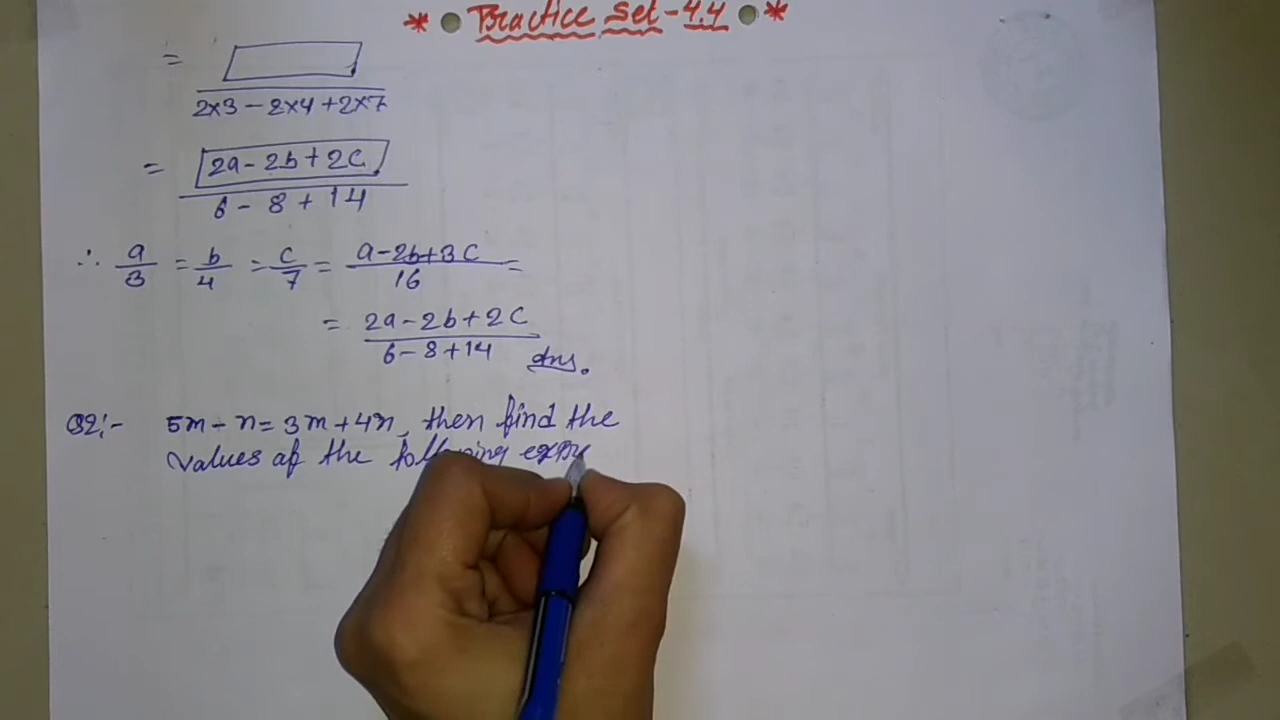 * Practice Set-4.4 *
=
2×3 - 2×4 + 2×7
= 2a - 2b + 2c
6 - 8 + 14
∴ a/3 = b/4 = c/7 = a-2b+3c/16 =
= 2a - 2b + 2c
6 - 8 + 14 Ans.
Q2:- 5m - n = 3m + 4n, then find the
values of the following expr